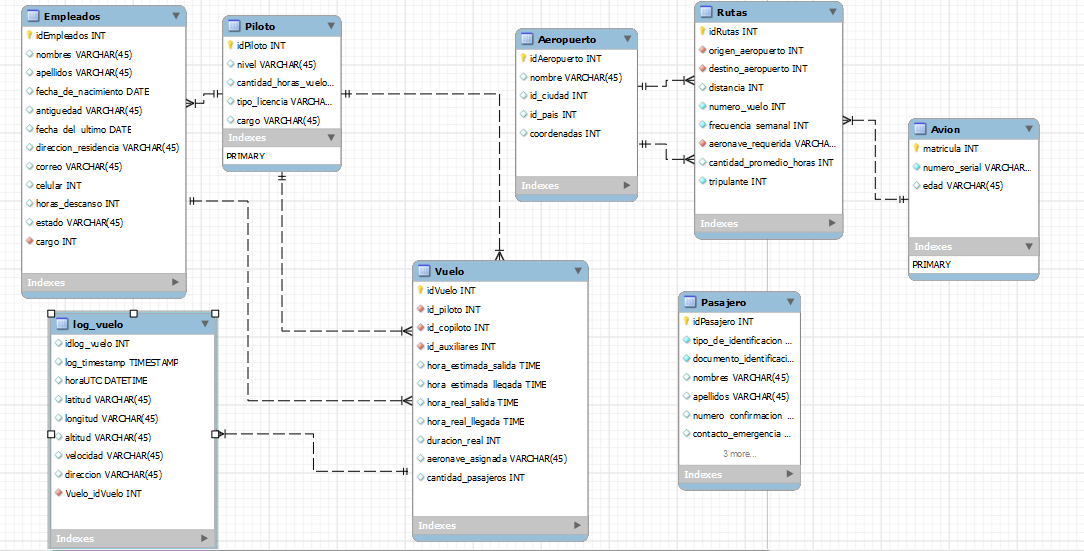 Empleados
idEmpleados INT
nombres VARCHAR(45)
apellidos VARCHAR(45)
fecha_de_nacimiento DATE
antiguedad VARCHAR(45)
fecha_del_ultimo DATE
direccion_residencia VARCHAR(45)
correo VARCHAR(45)
celular INT
horas_descanso INT
estado VARCHAR(45)
cargo INT
Indexes
Piloto
idPiloto INT
nivel VARCHAR(45)
cantidad_horas_vuelo...
tipo_licencia VARCHA...
cargo VARCHAR(45)
Indexes
PRIMARY
Aeropuerto
idAeropuerto INT
nombre VARCHAR(45)
id_ciudad INT
id_pais INT
coordenadas INT
Indexes
Rutas
idRutas INT
origen_aeropuerto INT
destino_aeropuerto INT
distancia INT
numero_vuelo INT
frecuencia_semanal INT
aeronave_requerida VARCHA...
cantidad_promedio_horas INT
tripulante INT
Indexes
Avion
matricula INT
numero_serial VARCHAR...
edad VARCHAR(45)
Indexes
PRIMARY
log_vuelo
idlog_vuelo INT
log_timestamp TIMESTAMP
horaUTC DATETIME
latitud VARCHAR(45)
longitud VARCHAR(45)
altitud VARCHAR(45)
velocidad VARCHAR(45)
direccion VARCHAR(45)
Vuelo_idVuelo INT
Indexes
Vuelo
idVuelo INT
id_piloto INT
id_copiloto INT
id_auxiliares INT
hora_estimada_salida TIME
hora_estimada_llegada TIME
hora_real_salida TIME
hora_real_llegada TIME
duracion_real INT
aeronave_asignada VARCHAR(45)
cantidad_pasajeros INT
Indexes
Pasajero
idPasajero INT
tipo_de_identificacion ...
documento_identificaci...
nombres VARCHAR(45)
apellidos VARCHAR(45)
numero_confirmacion ...
contacto_emergencia ...
3 more...
Indexes